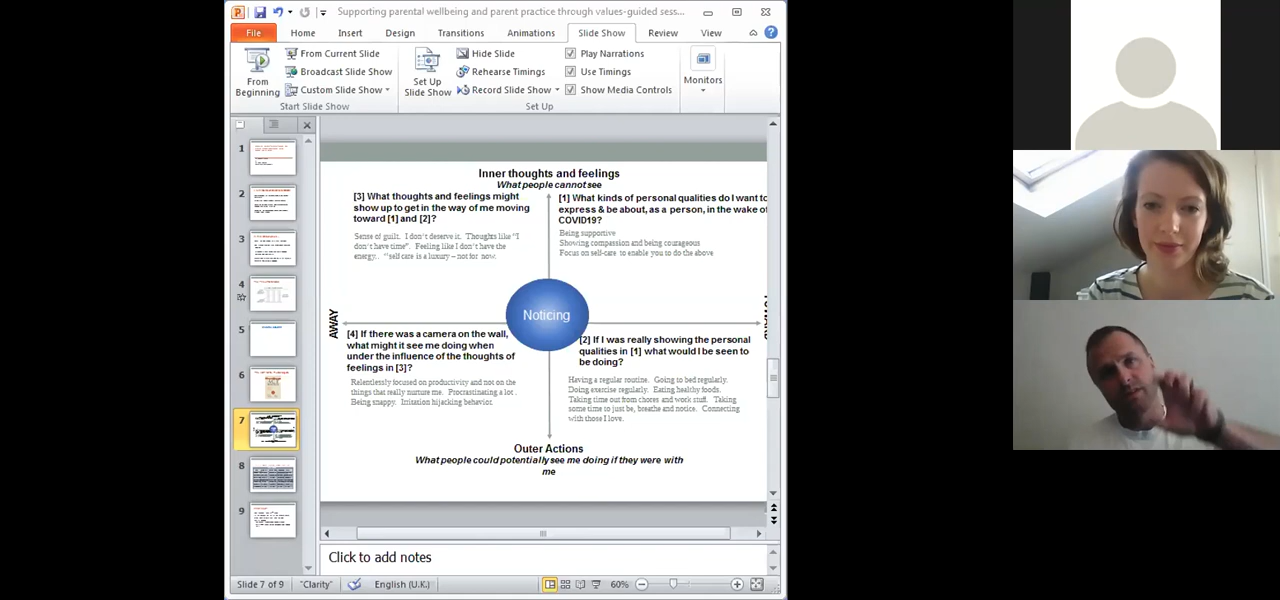 Supporting parental wellbeing and parent practice through values-guided sess...
File
Home
Insert
Design
Transitions
Animations
Slide Show
Review
View
From Beginning
From Current Slide
Broadcast Slide Show
Custom Slide Show
Start Slide Show
Set Up Slide Show
Hide Slide
Rehearse Timings
Record Slide Show
Play Narrations
Use Timings
Show Media Controls
Set Up
Monitors
1
2
3
4
5
6
7
8
9
Inner thoughts and feelings
What people cannot see
[3] What thoughts and feelings might
show up to get in the way of me moving
toward [1] and [2]?
Sense of guilt. I don't deserve it. Thoughts like "I
don't have time". Feeling like I don't have the
energy.. "self care is a luxury – not for now.
[1] What kinds of personal qualities do I want to
express & be about, as a person, in the wake of
COVID19?
Being supportive
Showing compassion and being courageous
Focus on self-care to enable you to do the above
AWAY
Noticing
[4] If there was a camera on the wall,
what might it see me doing when
under the influence of the thoughts of
feelings in [3]?
Relentlessly focused on productivity and not on the
things that really nurture me. Procrastinating a lot.
Being snappy. Irritation hijacking behavior.
[2] If I was really showing the personal
qualities in [1] what would I be seen to
be doing?
Having a regular routine. Going to bed regularly.
Doing exercise regularly. Eating healthy foods.
Taking time out from chores and work stuff. Taking
some time to just be, breathe and notice. Connecting
with those I love.
Outer Actions
What people could potentially see me doing if they were with
me
Click to add notes
Slide 7 of 9
"Clarity"
English (U.K.)
60%